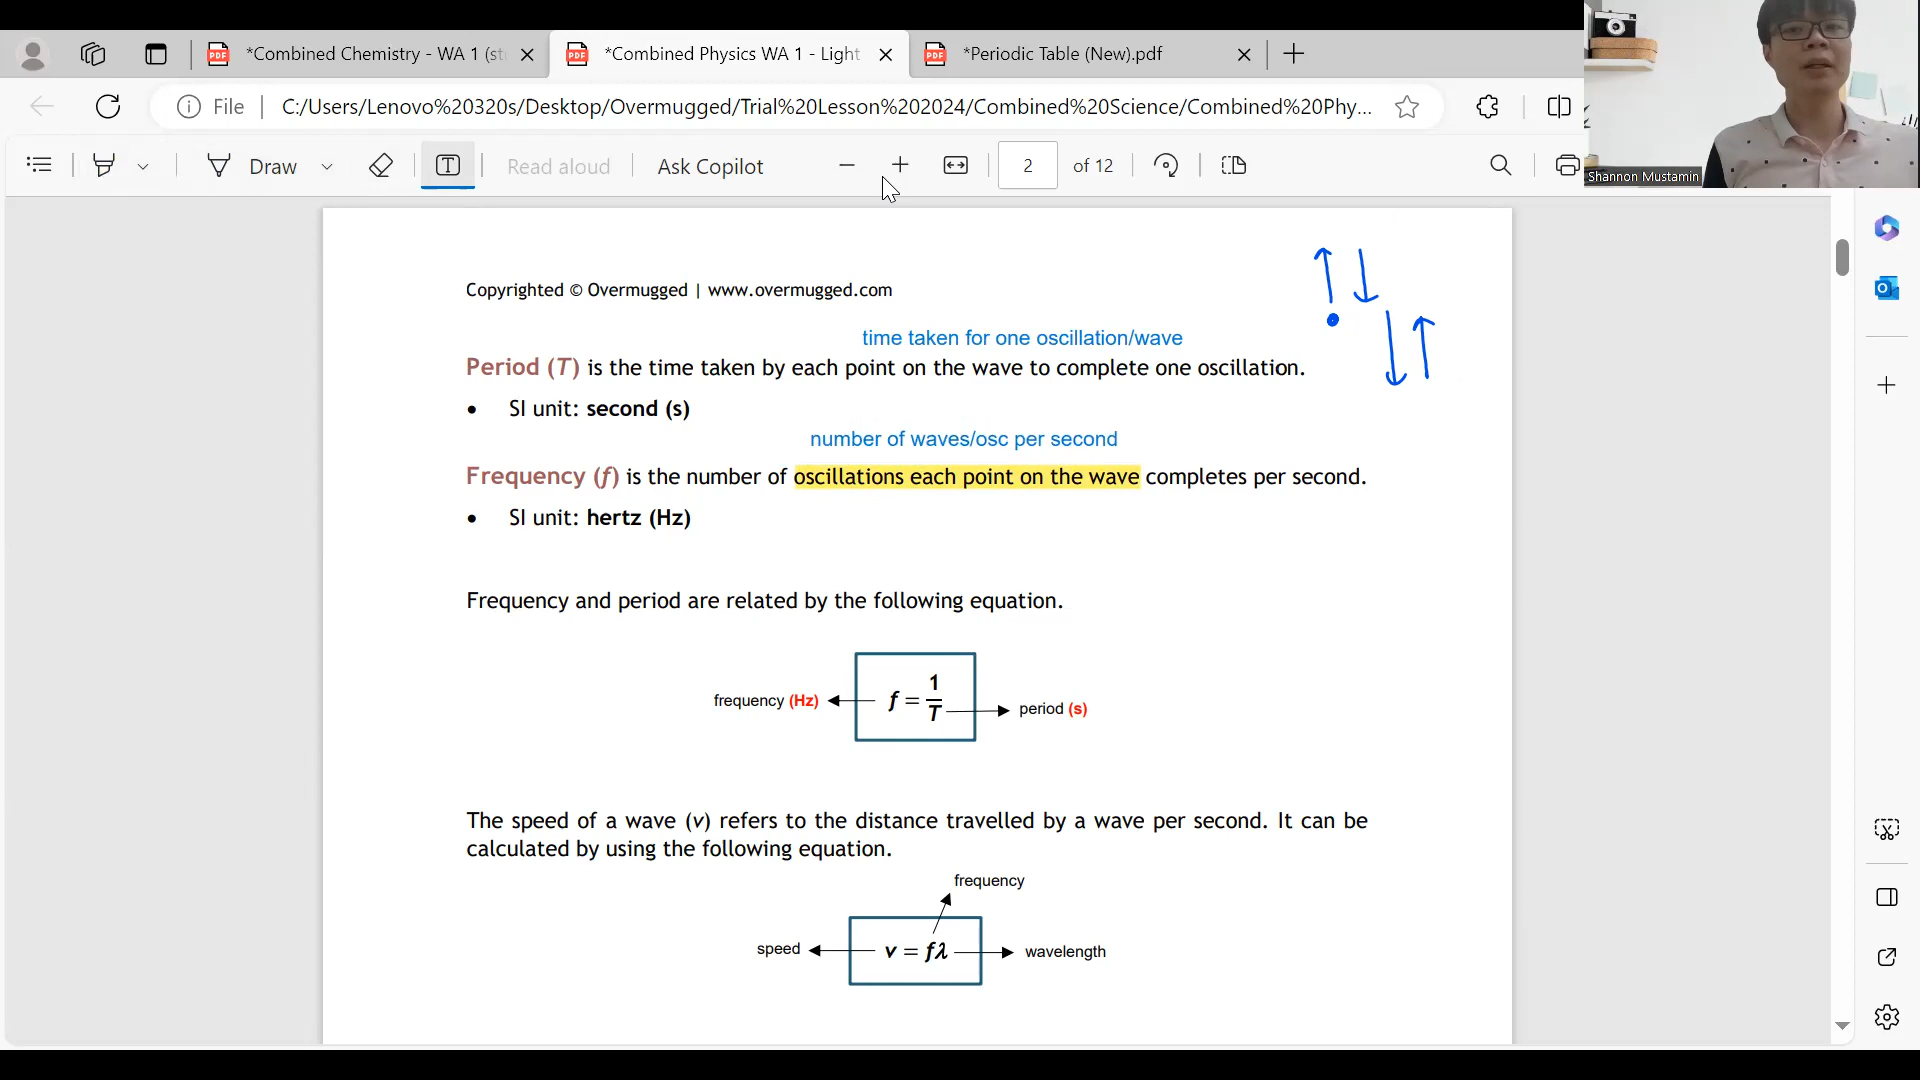 *Combined Chemistry - WA 1 (st
*Combined Physics WA 1 - Light
*Periodic Table (New).pdf
File
C:/Users/Lenovo%20320s/Desktop/Overmugged/Trial%20Lesson%202024/Combined%20Science/Combined%20Phy...
Draw
Read aloud
Ask Copilot
2
of 12
Shannon Mustamin
Copyrighted © Overmugged | www.overmugged.com
time taken for one oscillation/wave
Period (T) is the time taken by each point on the wave to complete one oscillation.
• SI unit: second (s)
number of waves/osc per second
Frequency (f) is the number of oscillations each point on the wave completes per second.
• SI unit: hertz (Hz)
Frequency and period are related by the following equation.
frequency (Hz)
f = 1/T
period (s)
The speed of a wave (v) refers to the distance travelled by a wave per second. It can be
calculated by using the following equation.
frequency
speed
v = fλ
wavelength